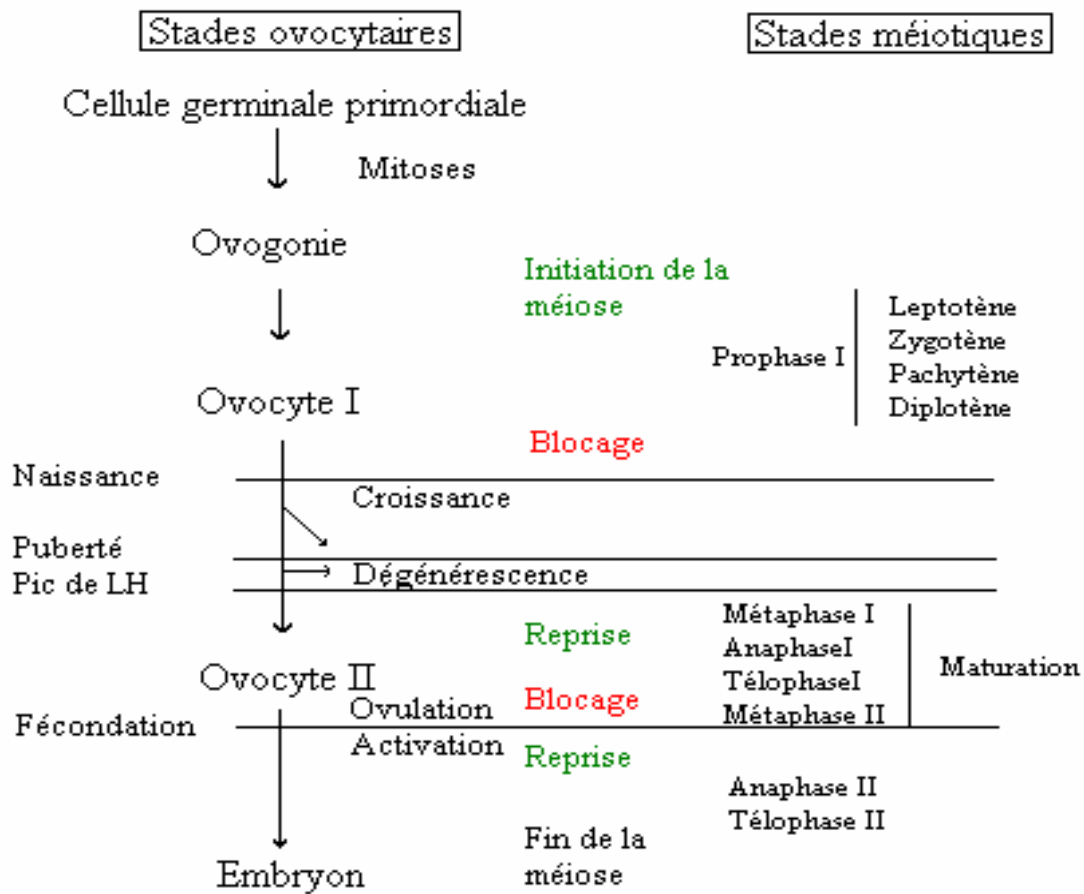 Stades ovocytaires
Stades méiotiques
Cellule germinale primordiale
Mitoses
Ovogonie
Initiation de la
méiose
Leptotène
Zygotène
Prophase I
Pachytène
Diplotène
Ovocyte I
Blocage
Naissance
Croissance
Puberté
Pic de LH
Dégénérescence
Métaphase I
Reprise
AnaphaseI
Maturation
Ovocyte II
TélophaseI
Ovulation
Blocage
Métaphase II
Fécondation
Activation
Reprise
Anaphase II
Télophase II
Fin de la
méiose
Embryon